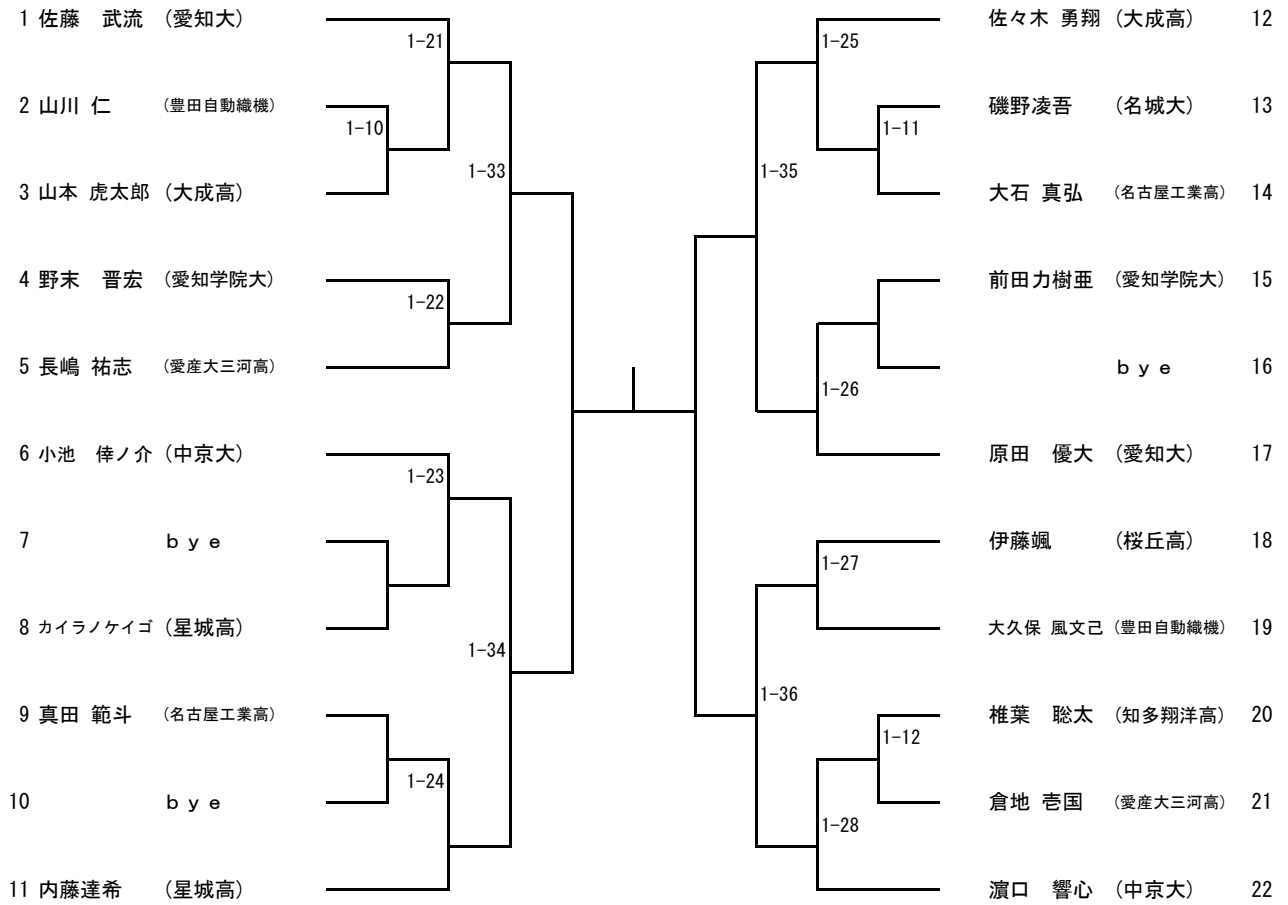 1 佐藤　武流 （愛知大） 佐々木 勇翔 （大成高） 12
1-21 1-25
2 山川 仁 （豊田自動織機） 磯野凌吾 （名城大） 13
1-10 1-11
1-33 1-35
3 山本 虎太郎 （大成高） 大石 真弘 （名古屋工業高） 14
4 野末　晋宏 （愛知学院大） 前田力樹亜 （愛知学院大） 15
1-22
5 長嶋 祐志 （愛産大三河高） ｂｙｅ 16
1-26
6 小池　倖ノ介 （中京大） 原田　優大 （愛知大） 17
1-23
7 ｂｙｅ 伊藤颯 （桜丘高） 18
1-27
8 カイラノケイゴ （星城高） 大久保 風文己 （豊田自動織機） 19
1-34
1-36
9 真田 範斗 （名古屋工業高） 椎葉　聡太 （知多翔洋高） 20
1-12
1-24
10 ｂｙｅ 倉地 壱国 （愛産大三河高） 21
1-28
11 内藤達希 （星城高） 濵口　響心 （中京大） 22